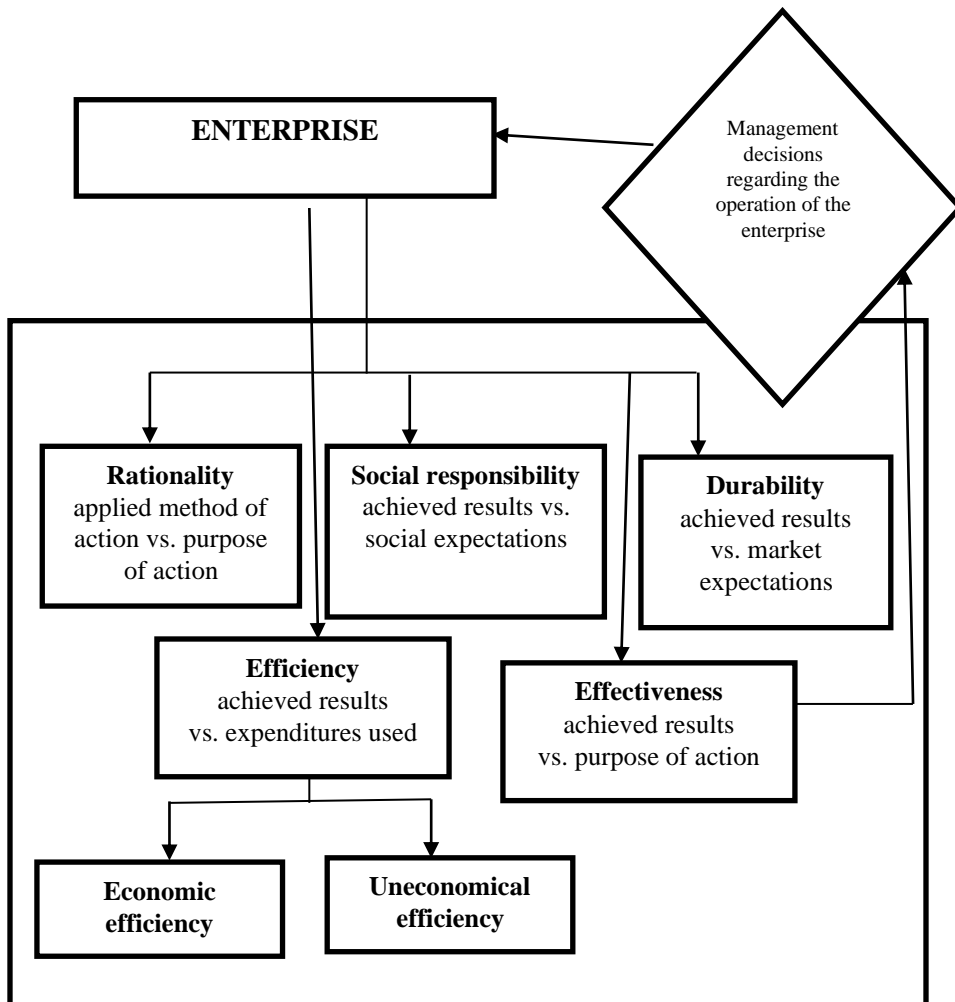 ENTERPRISE
Management
decisions
regarding the
operation of the
enterprise
Rationality
applied method of
action vs. purpose
of action
Social responsibility
achieved results vs.
social expectations
Durability
achieved results
vs. market
expectations
Efficiency
achieved results
vs. expenditures used
Effectiveness
achieved results
vs. purpose of action
Economic
efficiency
Uneconomical
efficiency